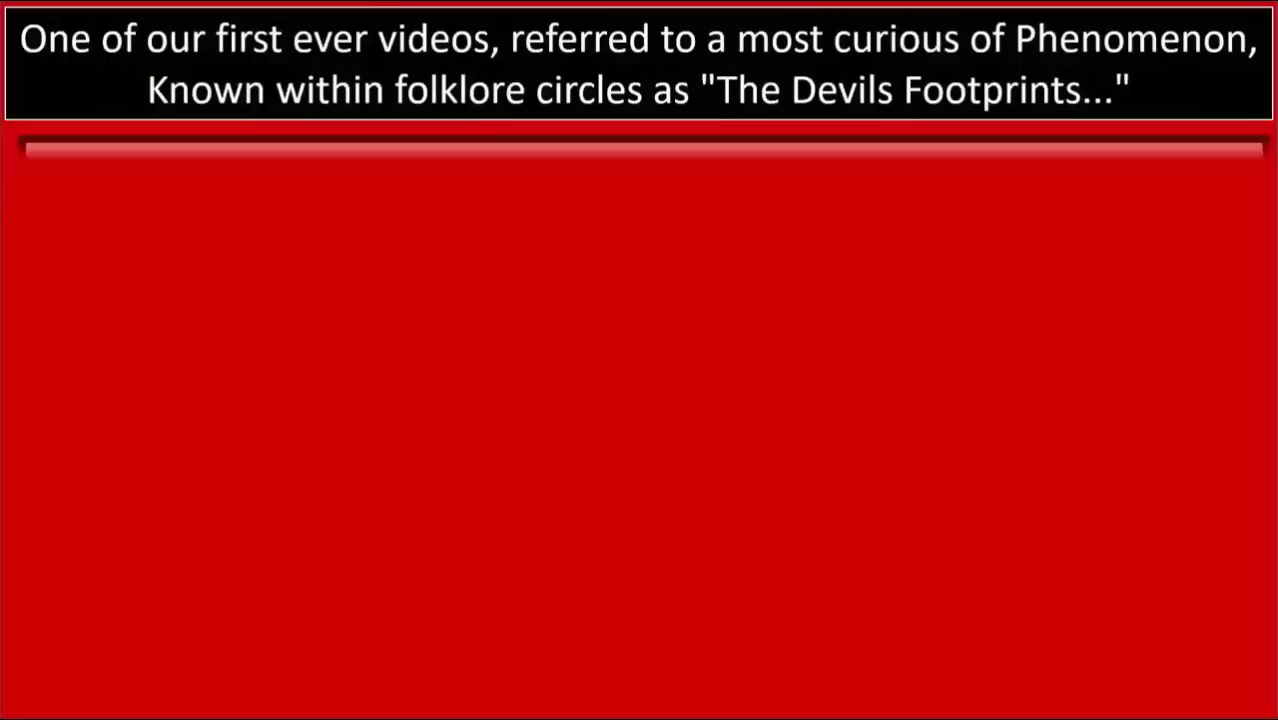 One of our first ever videos, referred to a most curious of Phenomenon,
Known within folklore circles as "The Devils Footprints..."